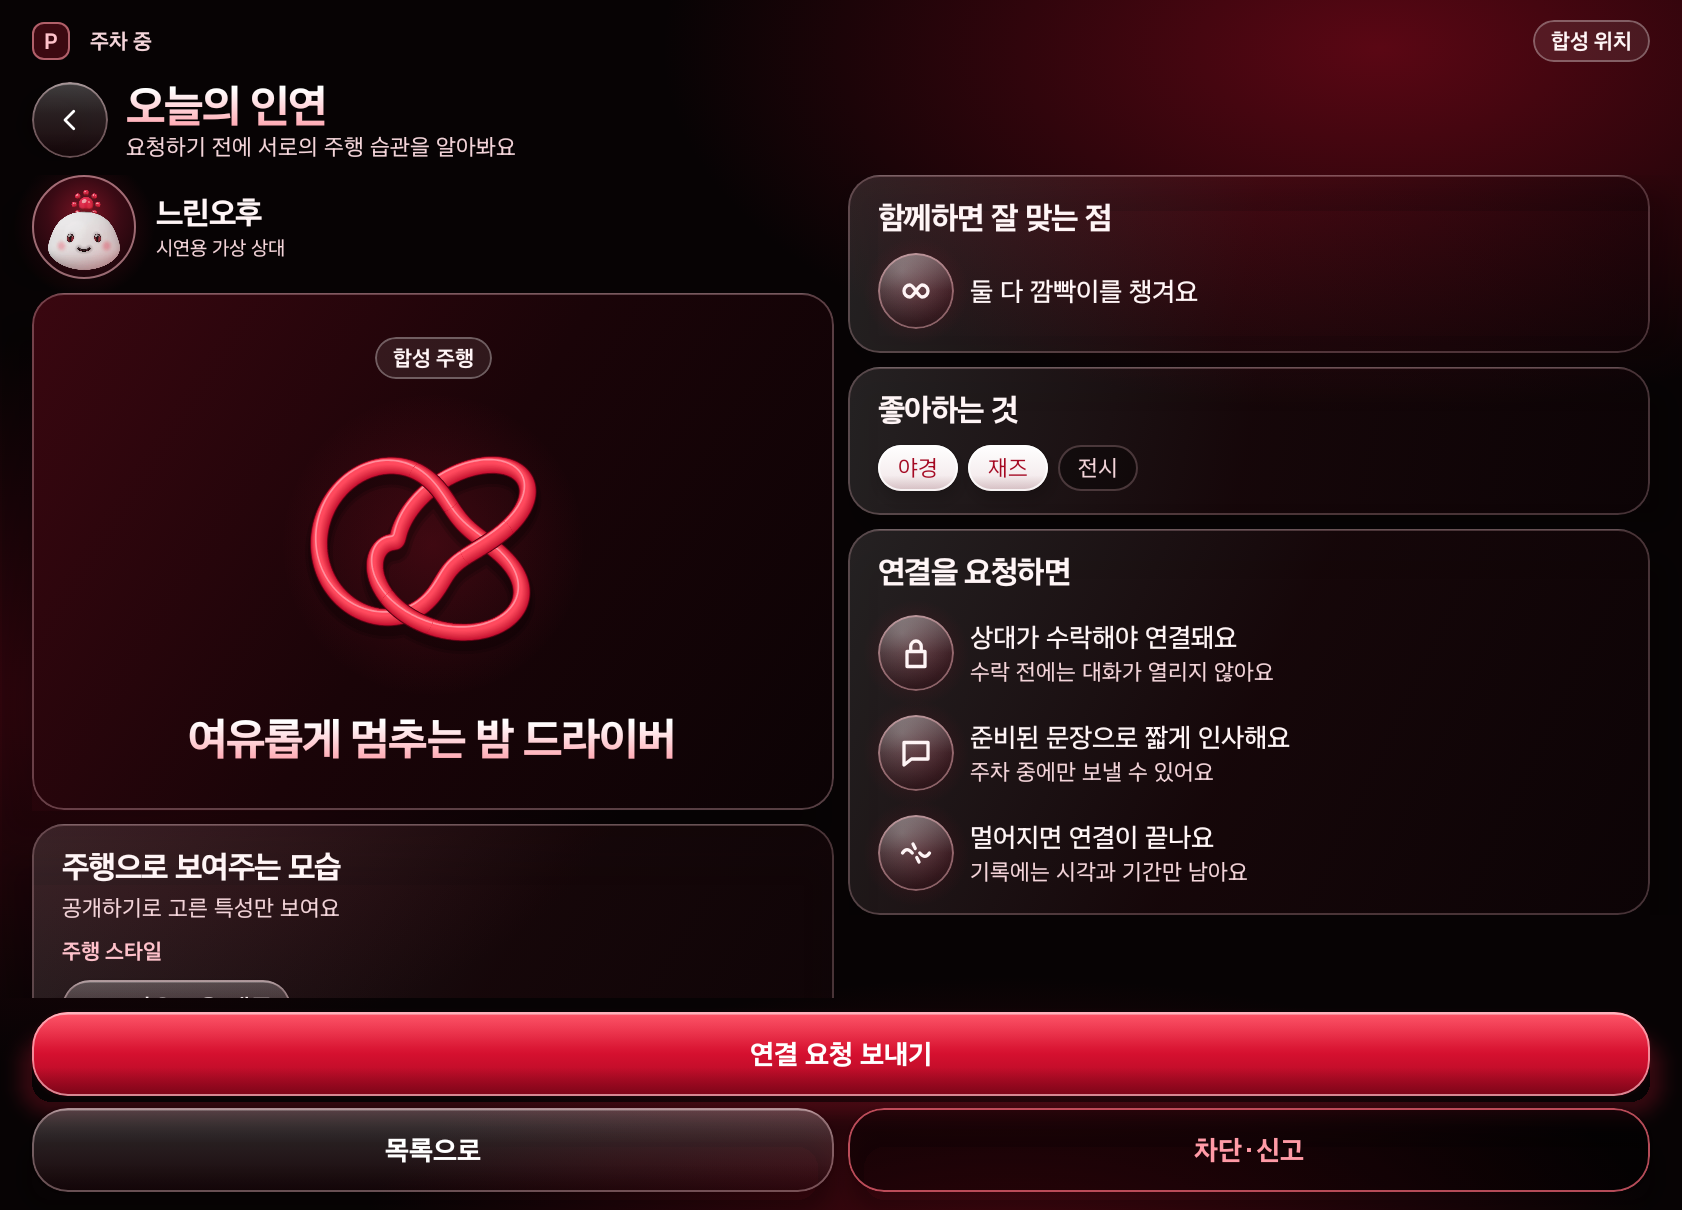 P 주차 중
합성 위치
오늘의 인연
요청하기 전에 서로의 주행 습관을 알아봐요
느린오후
시연용 가상 상대
합성 주행
여유롭게 멈추는 밤 드라이버
주행으로 보여주는 모습
공개하기로 고른 특성만 보여요
주행 스타일
함께하면 잘 맞는 점
둘 다 깜빡이를 챙겨요
좋아하는 것
야경 재즈 전시
연결을 요청하면
상대가 수락해야 연결돼요
수락 전에는 대화가 열리지 않아요
준비된 문장으로 짧게 인사해요
주차 중에만 보낼 수 있어요
멀어지면 연결이 끝나요
기록에는 시각과 기간만 남아요
연결 요청 보내기
목록으로
차단·신고